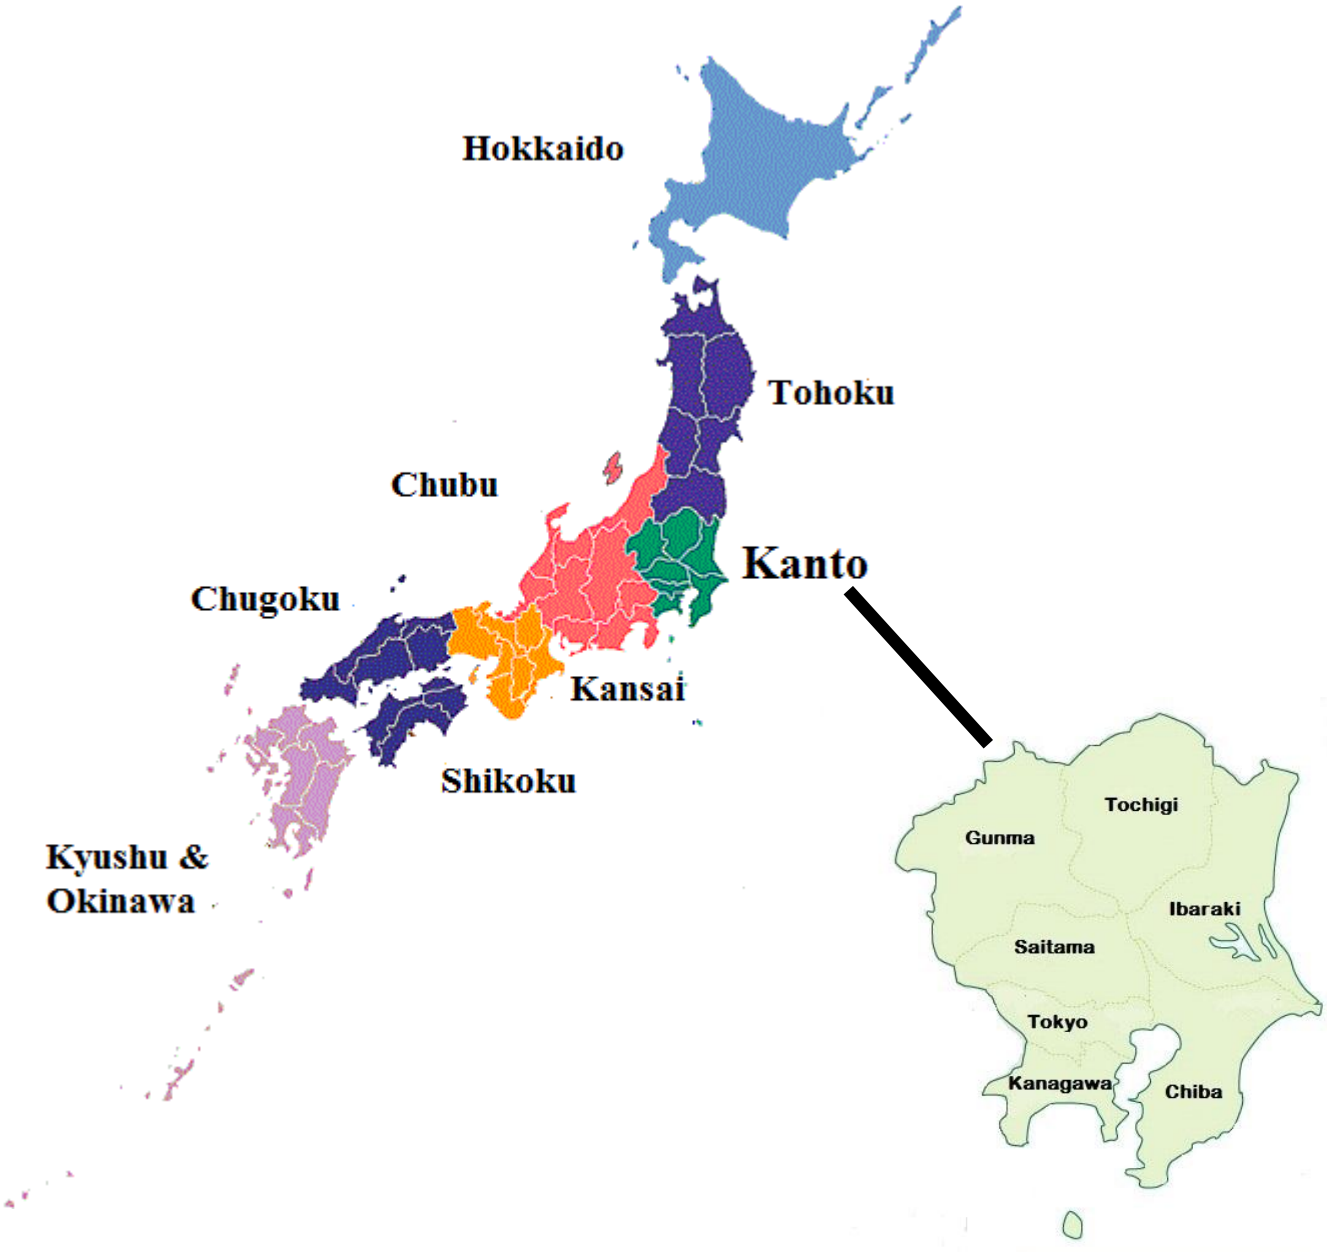 Hokkaido
Tohoku
Chubu
Kanto
Chugoku
Kansai
Shikoku
Kyushu &
Okinawa
Tochigi
Gunma
Ibaraki
Saitama
Tokyo
Kanagawa
Chiba